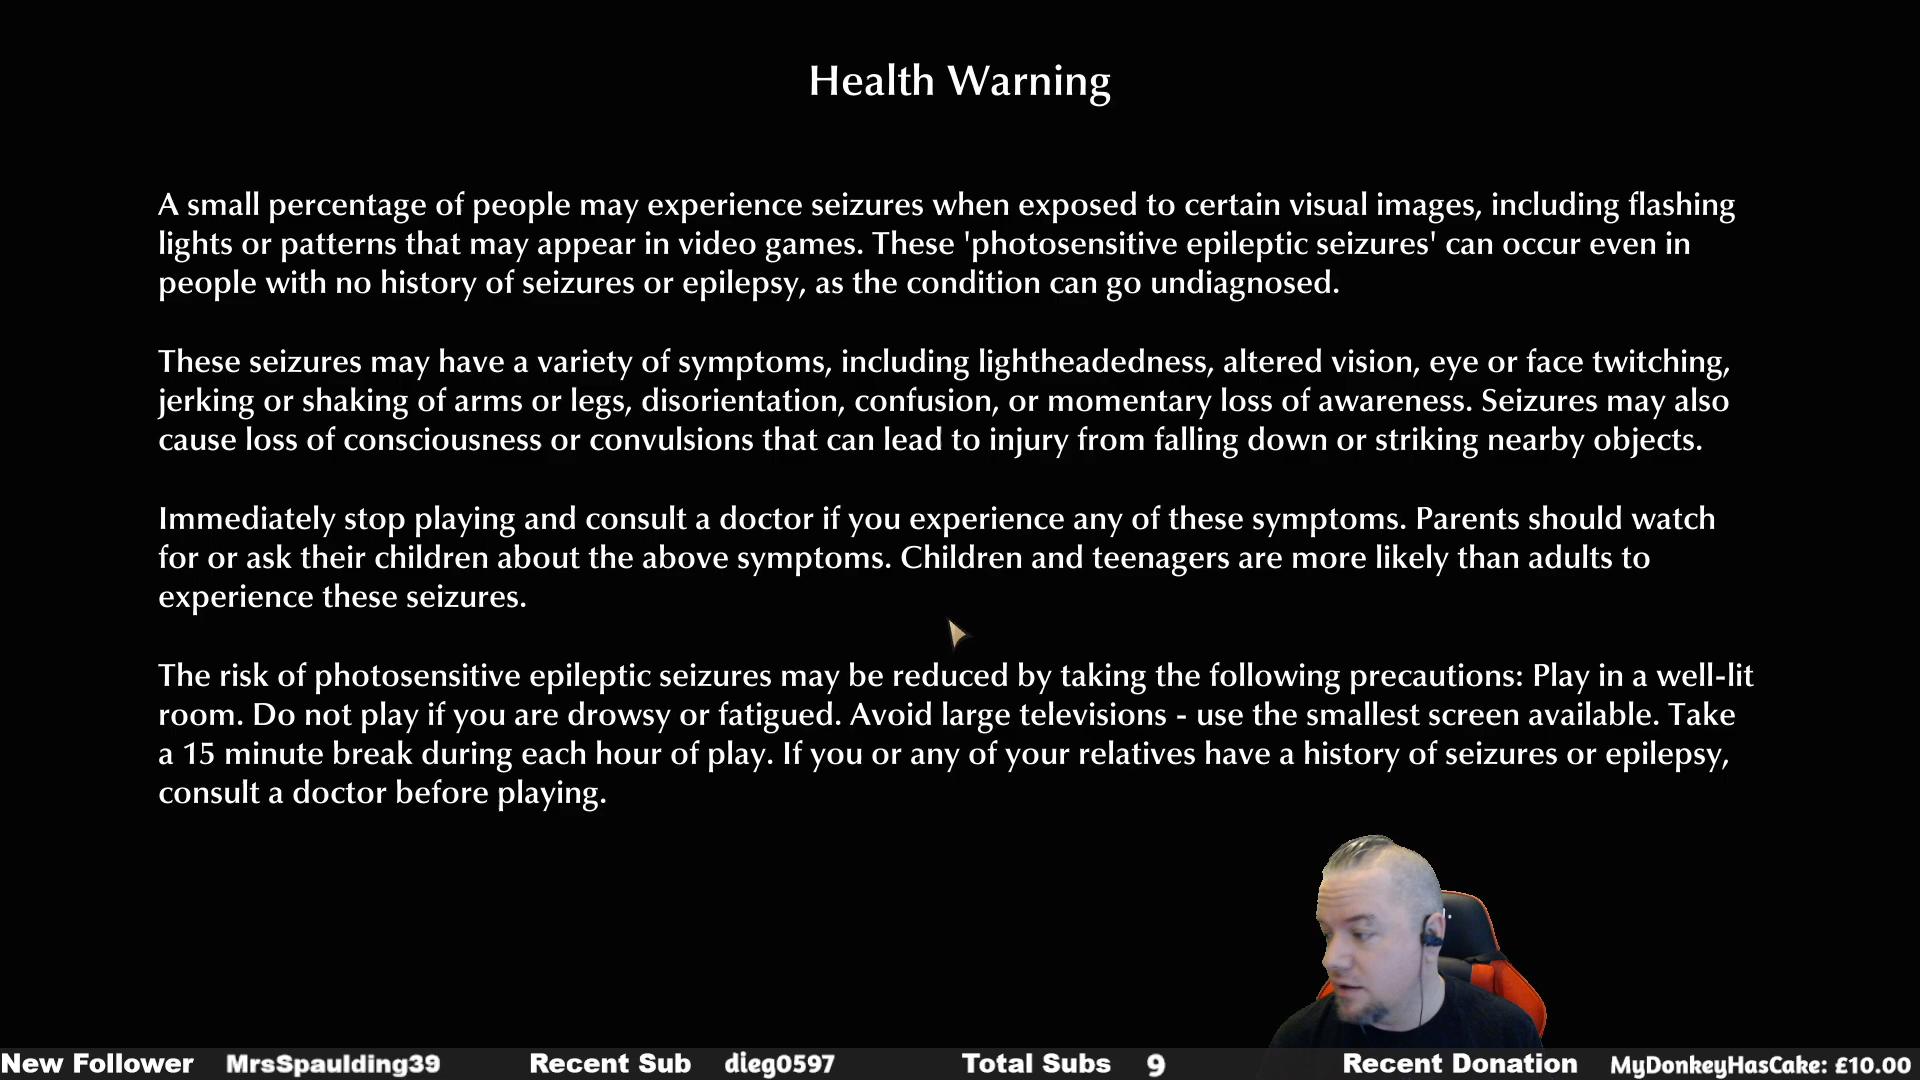 Health Warning
A small percentage of people may experience seizures when exposed to certain visual images, including flashing
lights or patterns that may appear in video games. These 'photosensitive epileptic seizures' can occur even in
people with no history of seizures or epilepsy, as the condition can go undiagnosed.
These seizures may have a variety of symptoms, including lightheadedness, altered vision, eye or face twitching,
jerking or shaking of arms or legs, disorientation, confusion, or momentary loss of awareness. Seizures may also
cause loss of consciousness or convulsions that can lead to injury from falling down or striking nearby objects.
Immediately stop playing and consult a doctor if you experience any of these symptoms. Parents should watch
for or ask their children about the above symptoms. Children and teenagers are more likely than adults to
experience these seizures.
The risk of photosensitive epileptic seizures may be reduced by taking the following precautions: Play in a well-lit
room. Do not play if you are drowsy or fatigued. Avoid large televisions - use the smallest screen available. Take
a 15 minute break during each hour of play. If you or any of your relatives have a history of seizures or epilepsy,
consult a doctor before playing.
New Follower MrsSpaulding39 Recent Sub dieg0597 Total Subs 9 Recent Donation MyDonkeyHasCake: £10.00